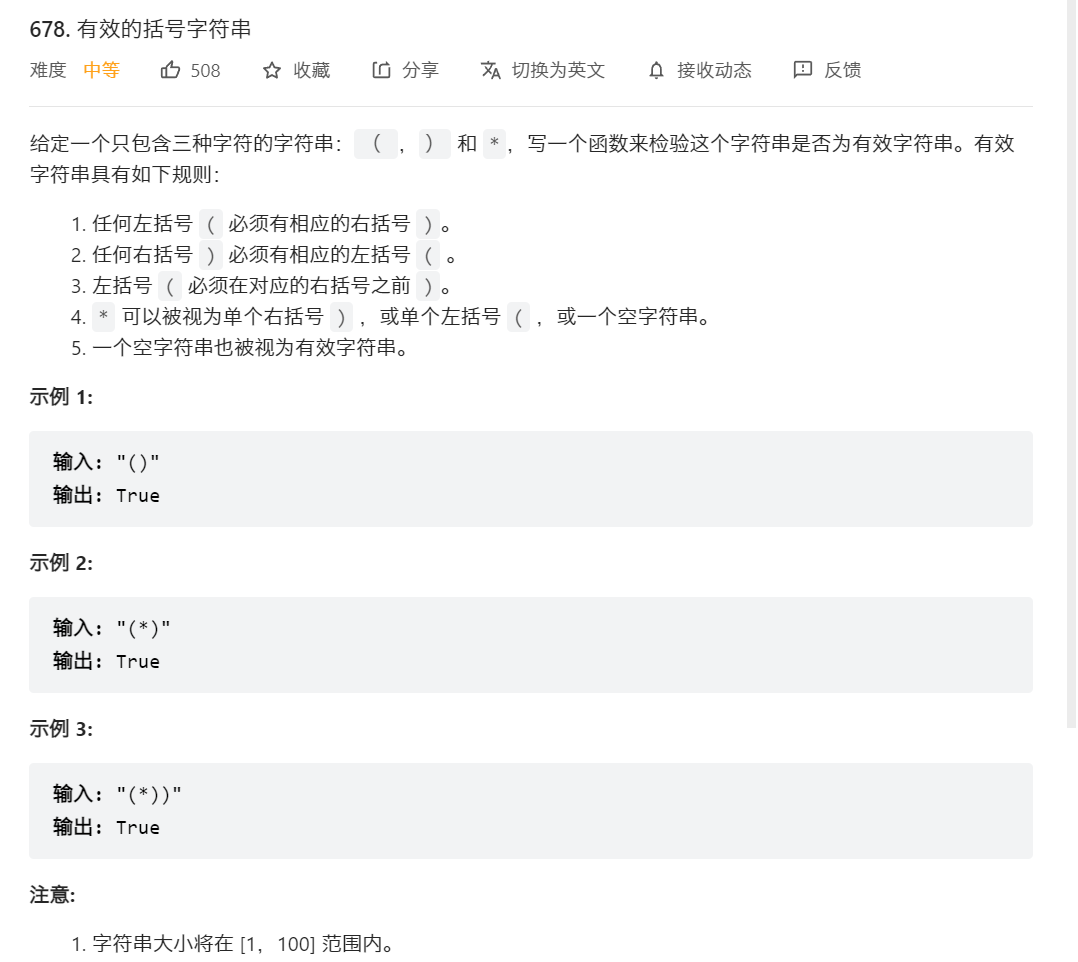 678. 有效的括号字符串
难度 中等 508 收藏 分享 切换为英文 接收动态 反馈
给定一个只包含三种字符的字符串：（ ，） 和 *，写一个函数来检验这个字符串是否为有效字符串。有效
字符串具有如下规则：
1. 任何左括号 ( 必须有相应的右括号 )。
2. 任何右括号 ) 必须有相应的左括号 ( 。
3. 左括号 ( 必须在对应的右括号之前 )。
4. * 可以被视为单个右括号 ) ，或单个左括号 ( ，或一个空字符串。
5. 一个空字符串也被视为有效字符串。
示例 1:
输入: "()"
输出: True
示例 2:
输入: "(*)"
输出: True
示例 3:
输入: "(*))"
输出: True
注意:
1. 字符串大小将在 [1，100] 范围内。